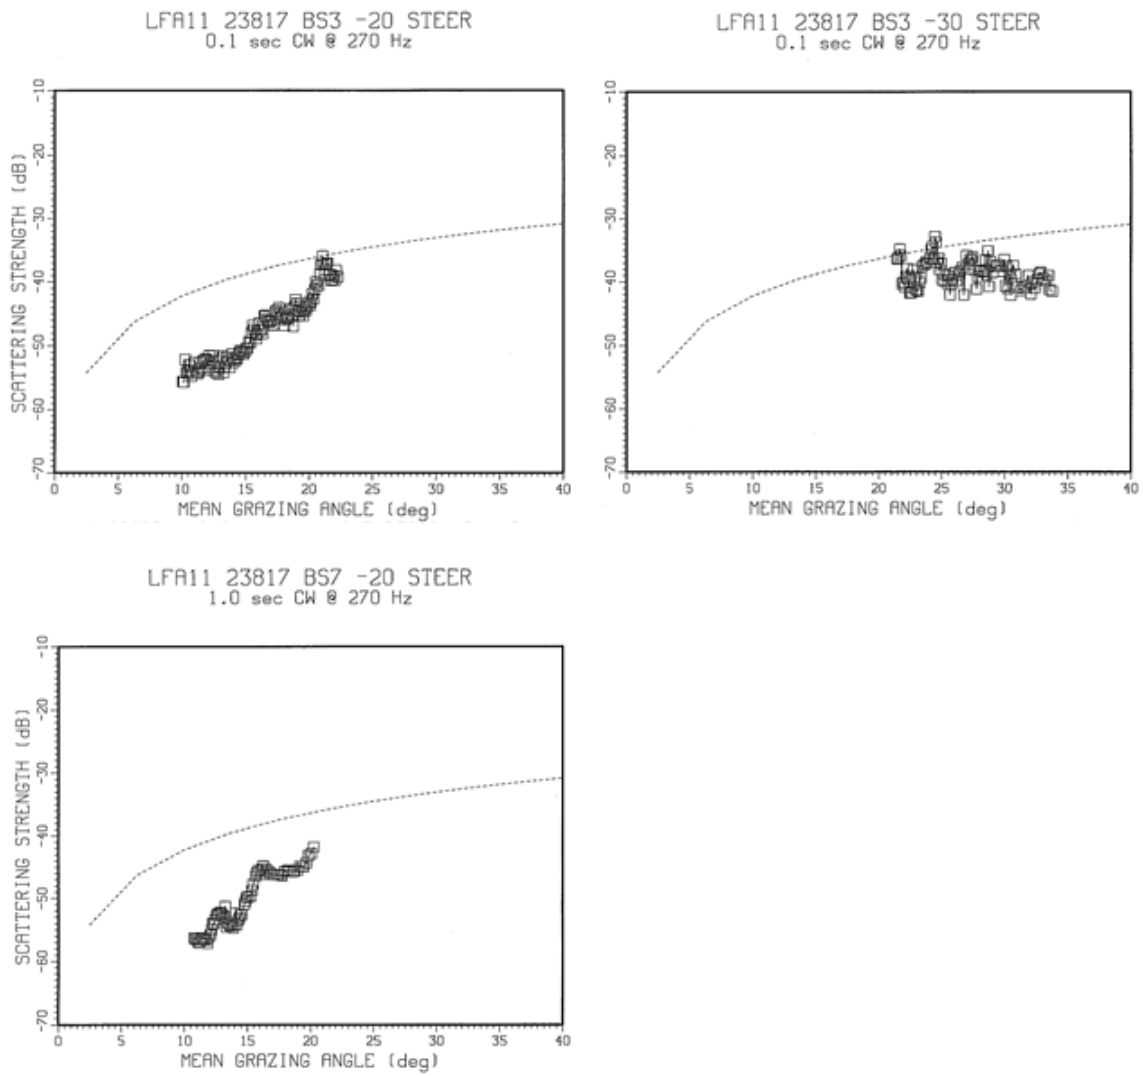 LFA11 23817 BS3 -20 STEER
0.1 sec CW @ 270 Hz
SCATTERING STRENGTH (dB)
-10
-20
-30
-40
-50
-60
-70
0 5 10 15 20 25 30 35 40
MEAN GRAZING ANGLE (deg)
LFA11 23817 BS3 -30 STEER
0.1 sec CW @ 270 Hz
SCATTERING STRENGTH (dB)
-10
-20
-30
-40
-50
-60
-70
0 5 10 15 20 25 30 35 40
MEAN GRAZING ANGLE (deg)
LFA11 23817 BS7 -20 STEER
1.0 sec CW @ 270 Hz
SCATTERING STRENGTH (dB)
-10
-20
-30
-40
-50
-60
-70
0 5 10 15 20 25 30 35 40
MEAN GRAZING ANGLE (deg)